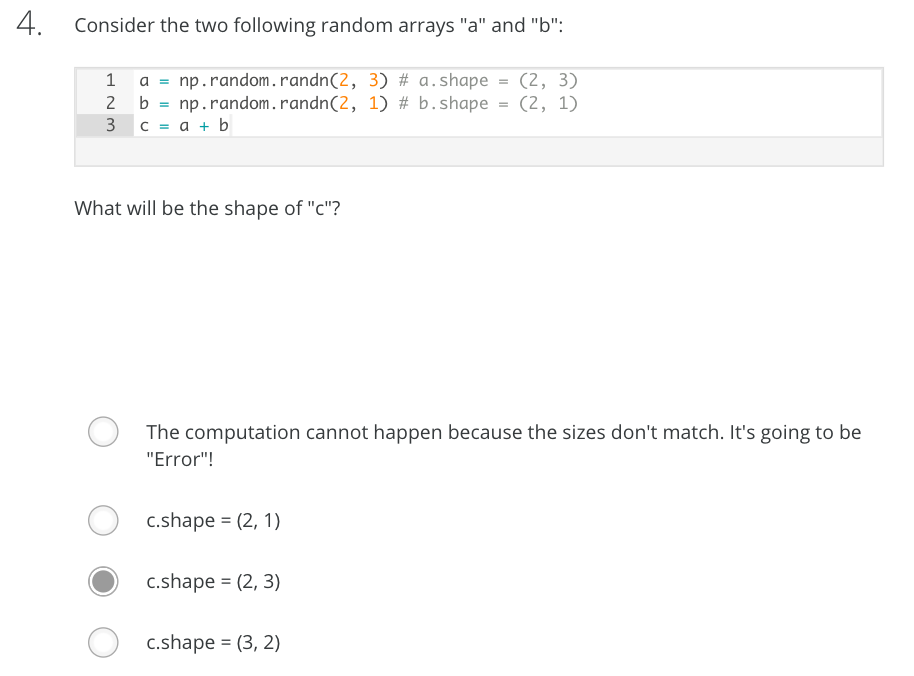 4. Consider the two following random arrays "a" and "b":
1 a = np.random.randn(2, 3) # a.shape = (2, 3)
2 b = np.random.randn(2, 1) # b.shape = (2, 1)
3 c = a + b
What will be the shape of "c"?
The computation cannot happen because the sizes don't match. It's going to be
"Error"!
c.shape = (2, 1)
c.shape = (2, 3)
c.shape = (3, 2)